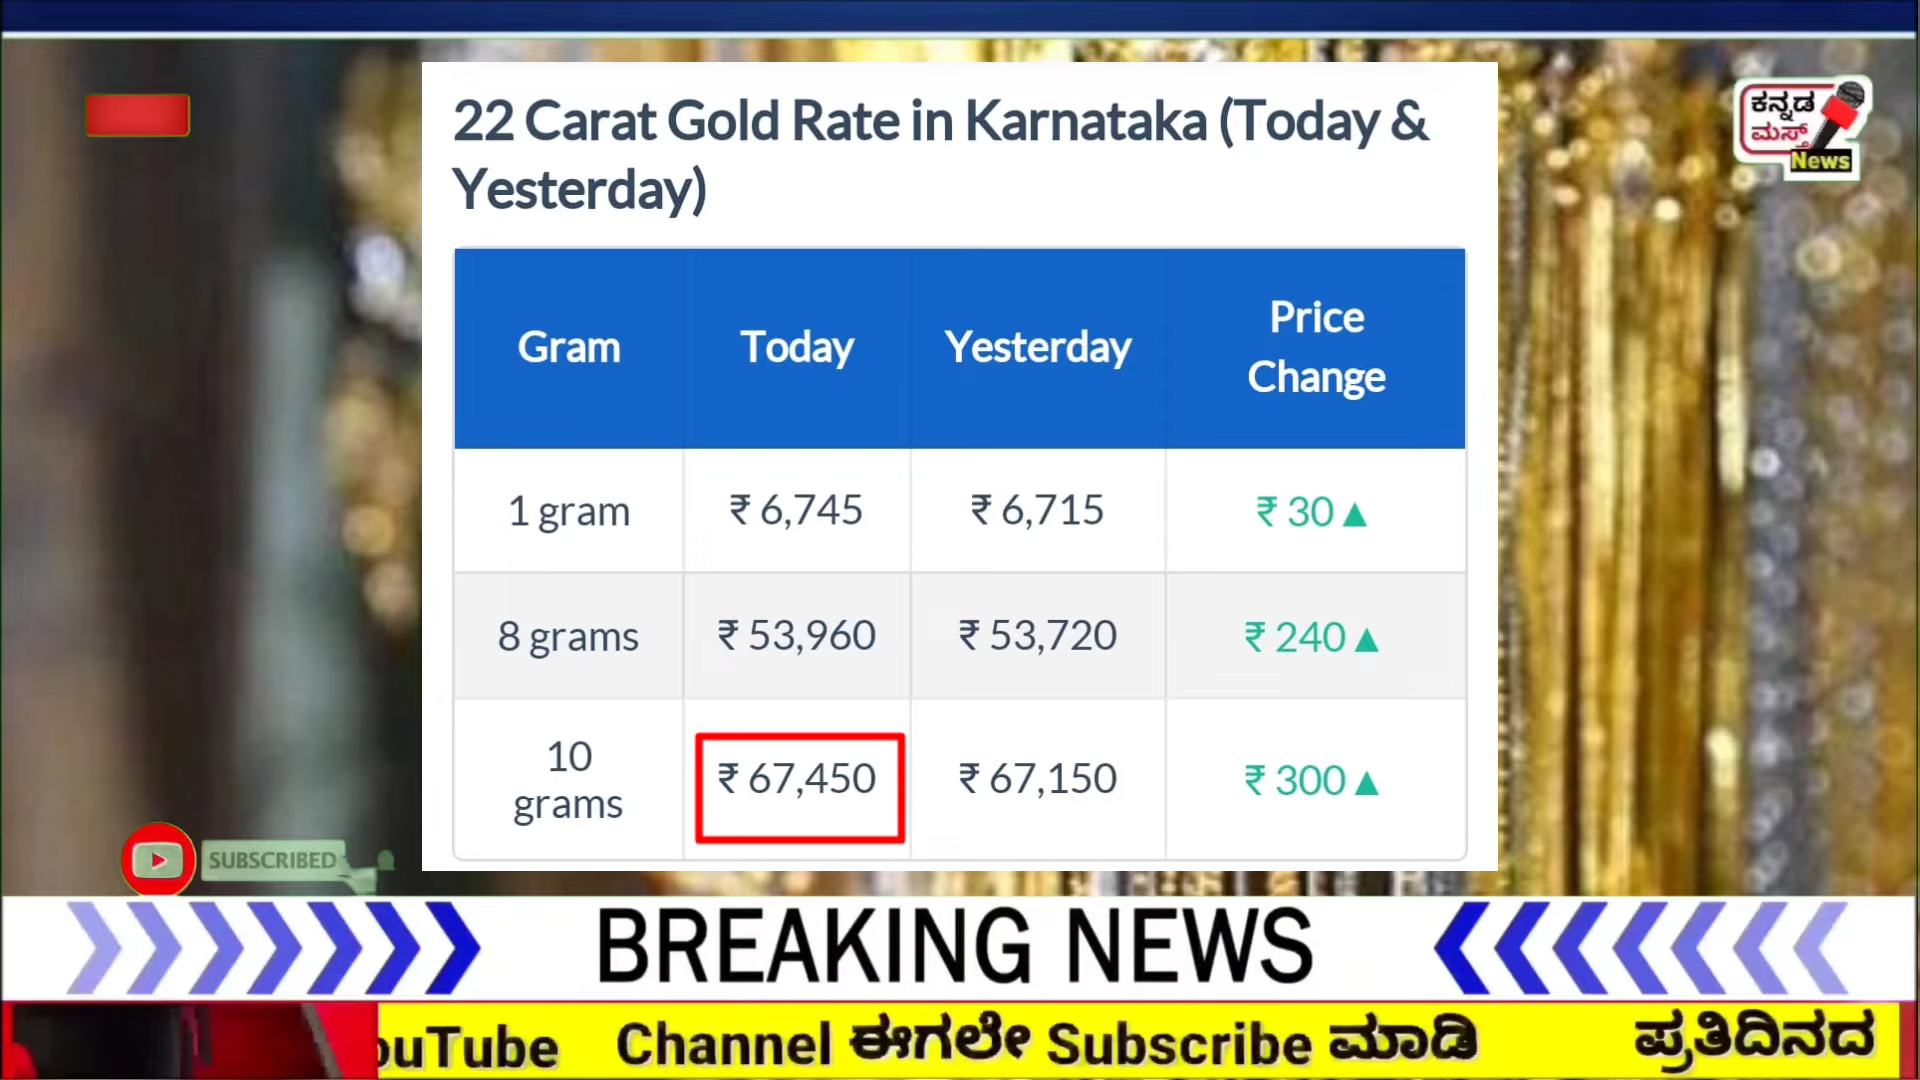 ಕನ್ನಡ
ಮಸ್ತ್
News
22 Carat Gold Rate in Karnataka (Today &
Yesterday)
Gram Today Yesterday Price Change
1 gram ₹ 6,745 ₹ 6,715 ₹ 30 ▲
8 grams ₹ 53,960 ₹ 53,720 ₹ 240 ▲
10 grams ₹ 67,450 ₹ 67,150 ₹ 300 ▲
SUBSCRIBED
BREAKING NEWS
ouTube Channel ಈಗಲೇ Subscribe ಮಾಡಿ ಪ್ರತಿದಿನದ